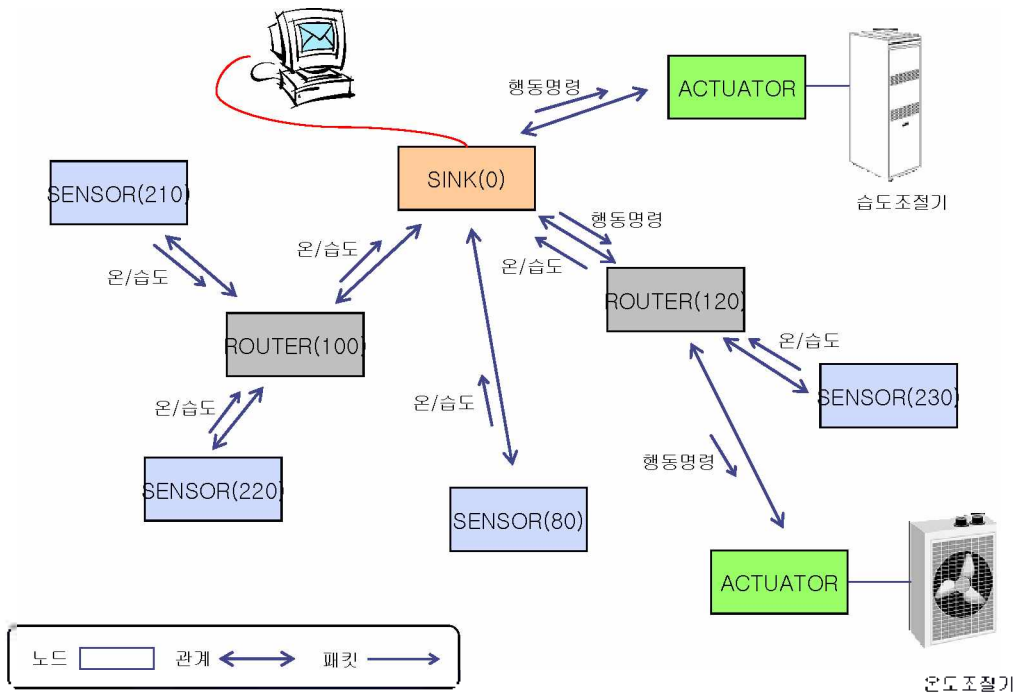 행동명령
ACTUATOR
습도조절기
SINK(0)
SENSOR(210)
온/습도
온/습도
행동명령
온/습도
ROUTER(100)
ROUTER(120)
온/습도
온/습도
온/습도
SENSOR(230)
SENSOR(220)
SENSOR(80)
행동명령
ACTUATOR
온도조절기
노드 관계 패킷